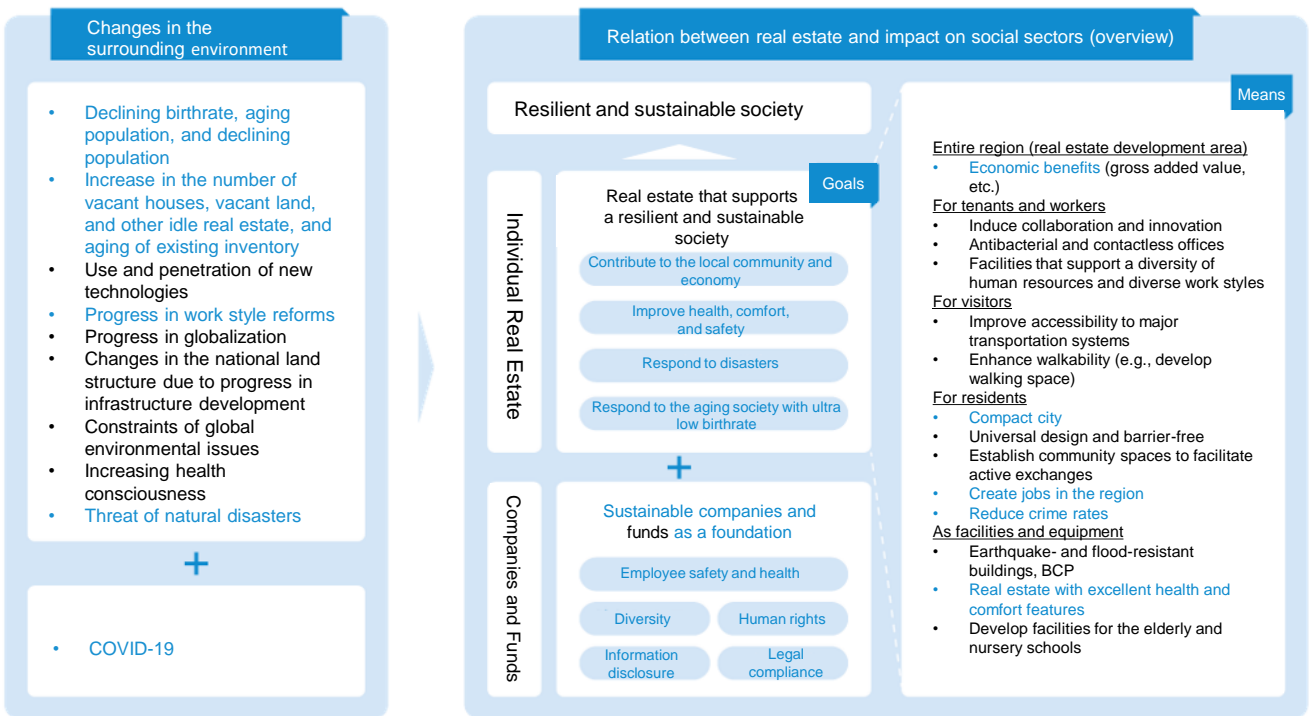 Changes in the
surrounding environment
• Declining birthrate, aging
population, and declining
population
• Increase in the number of
vacant houses, vacant land,
and other idle real estate, and
aging of existing inventory
• Use and penetration of new
technologies
• Progress in work style reforms
• Progress in globalization
• Changes in the national land
structure due to progress in
infrastructure development
• Constraints of global
environmental issues
• Increasing health
consciousness
• Threat of natural disasters
+
• COVID-19
Relation between real estate and impact on social sectors (overview)
Resilient and sustainable society
Individual Real Estate
Goals
Real estate that supports
a resilient and sustainable
society
Contribute to the local community and
economy
Improve health, comfort,
and safety
Respond to disasters
Respond to the aging society with ultra
low birthrate
+
Companies and Funds
Sustainable companies and
funds as a foundation
Employee safety and health
Diversity
Human rights
Information
disclosure
Legal
compliance
Means
Entire region (real estate development area)
• Economic benefits (gross added value,
etc.)
For tenants and workers
• Induce collaboration and innovation
• Antibacterial and contactless offices
• Facilities that support a diversity of
human resources and diverse work styles
For visitors
• Improve accessibility to major
transportation systems
• Enhance walkability (e.g., develop
walking space)
For residents
• Compact city
• Universal design and barrier-free
• Establish community spaces to facilitate
active exchanges
• Create jobs in the region
• Reduce crime rates
As facilities and equipment
• Earthquake- and flood-resistant
buildings, BCP
• Real estate with excellent health and
comfort features
• Develop facilities for the elderly and
nursery schools